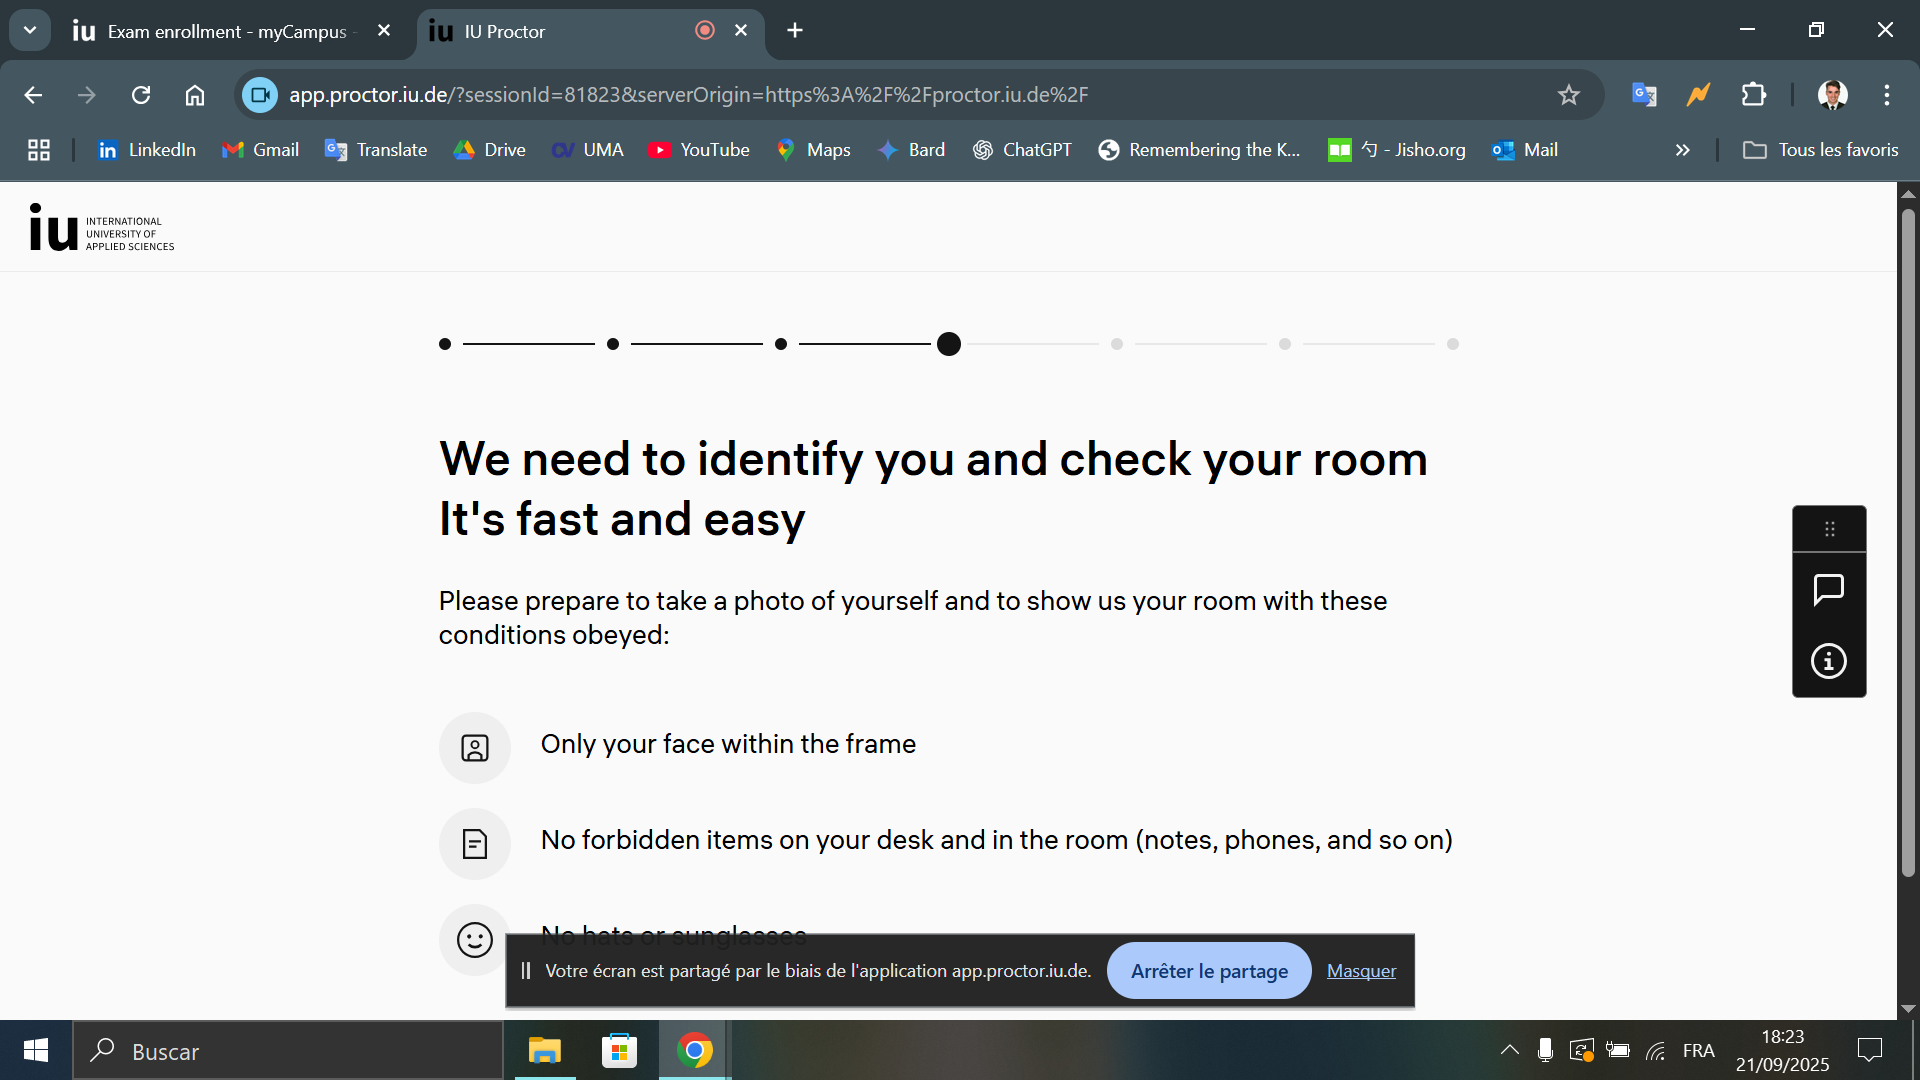 iu Exam enrollment - myCampus -
iu IU Proctor
app.proctor.iu.de/?sessionId=81823&serverOrigin=https%3A%2F%2Fproctor.iu.de%2F
in LinkedIn
Gmail
Translate
Drive
UMA
YouTube
Maps
Bard
ChatGPT
Remembering the K...
勺 - Jisho.org
Mail
»
Tous les favoris
iu INTERNATIONAL
UNIVERSITY OF
APPLIED SCIENCES
We need to identify you and check your room
It's fast and easy
Please prepare to take a photo of yourself and to show us your room with these
conditions obeyed:
Only your face within the frame
No forbidden items on your desk and in the room (notes, phones, and so on)
No hats or sunglasses
Votre écran est partagé par le biais de l'application app.proctor.iu.de.
Arrêter le partage
Masquer
Buscar
FRA
18:23
21/09/2025